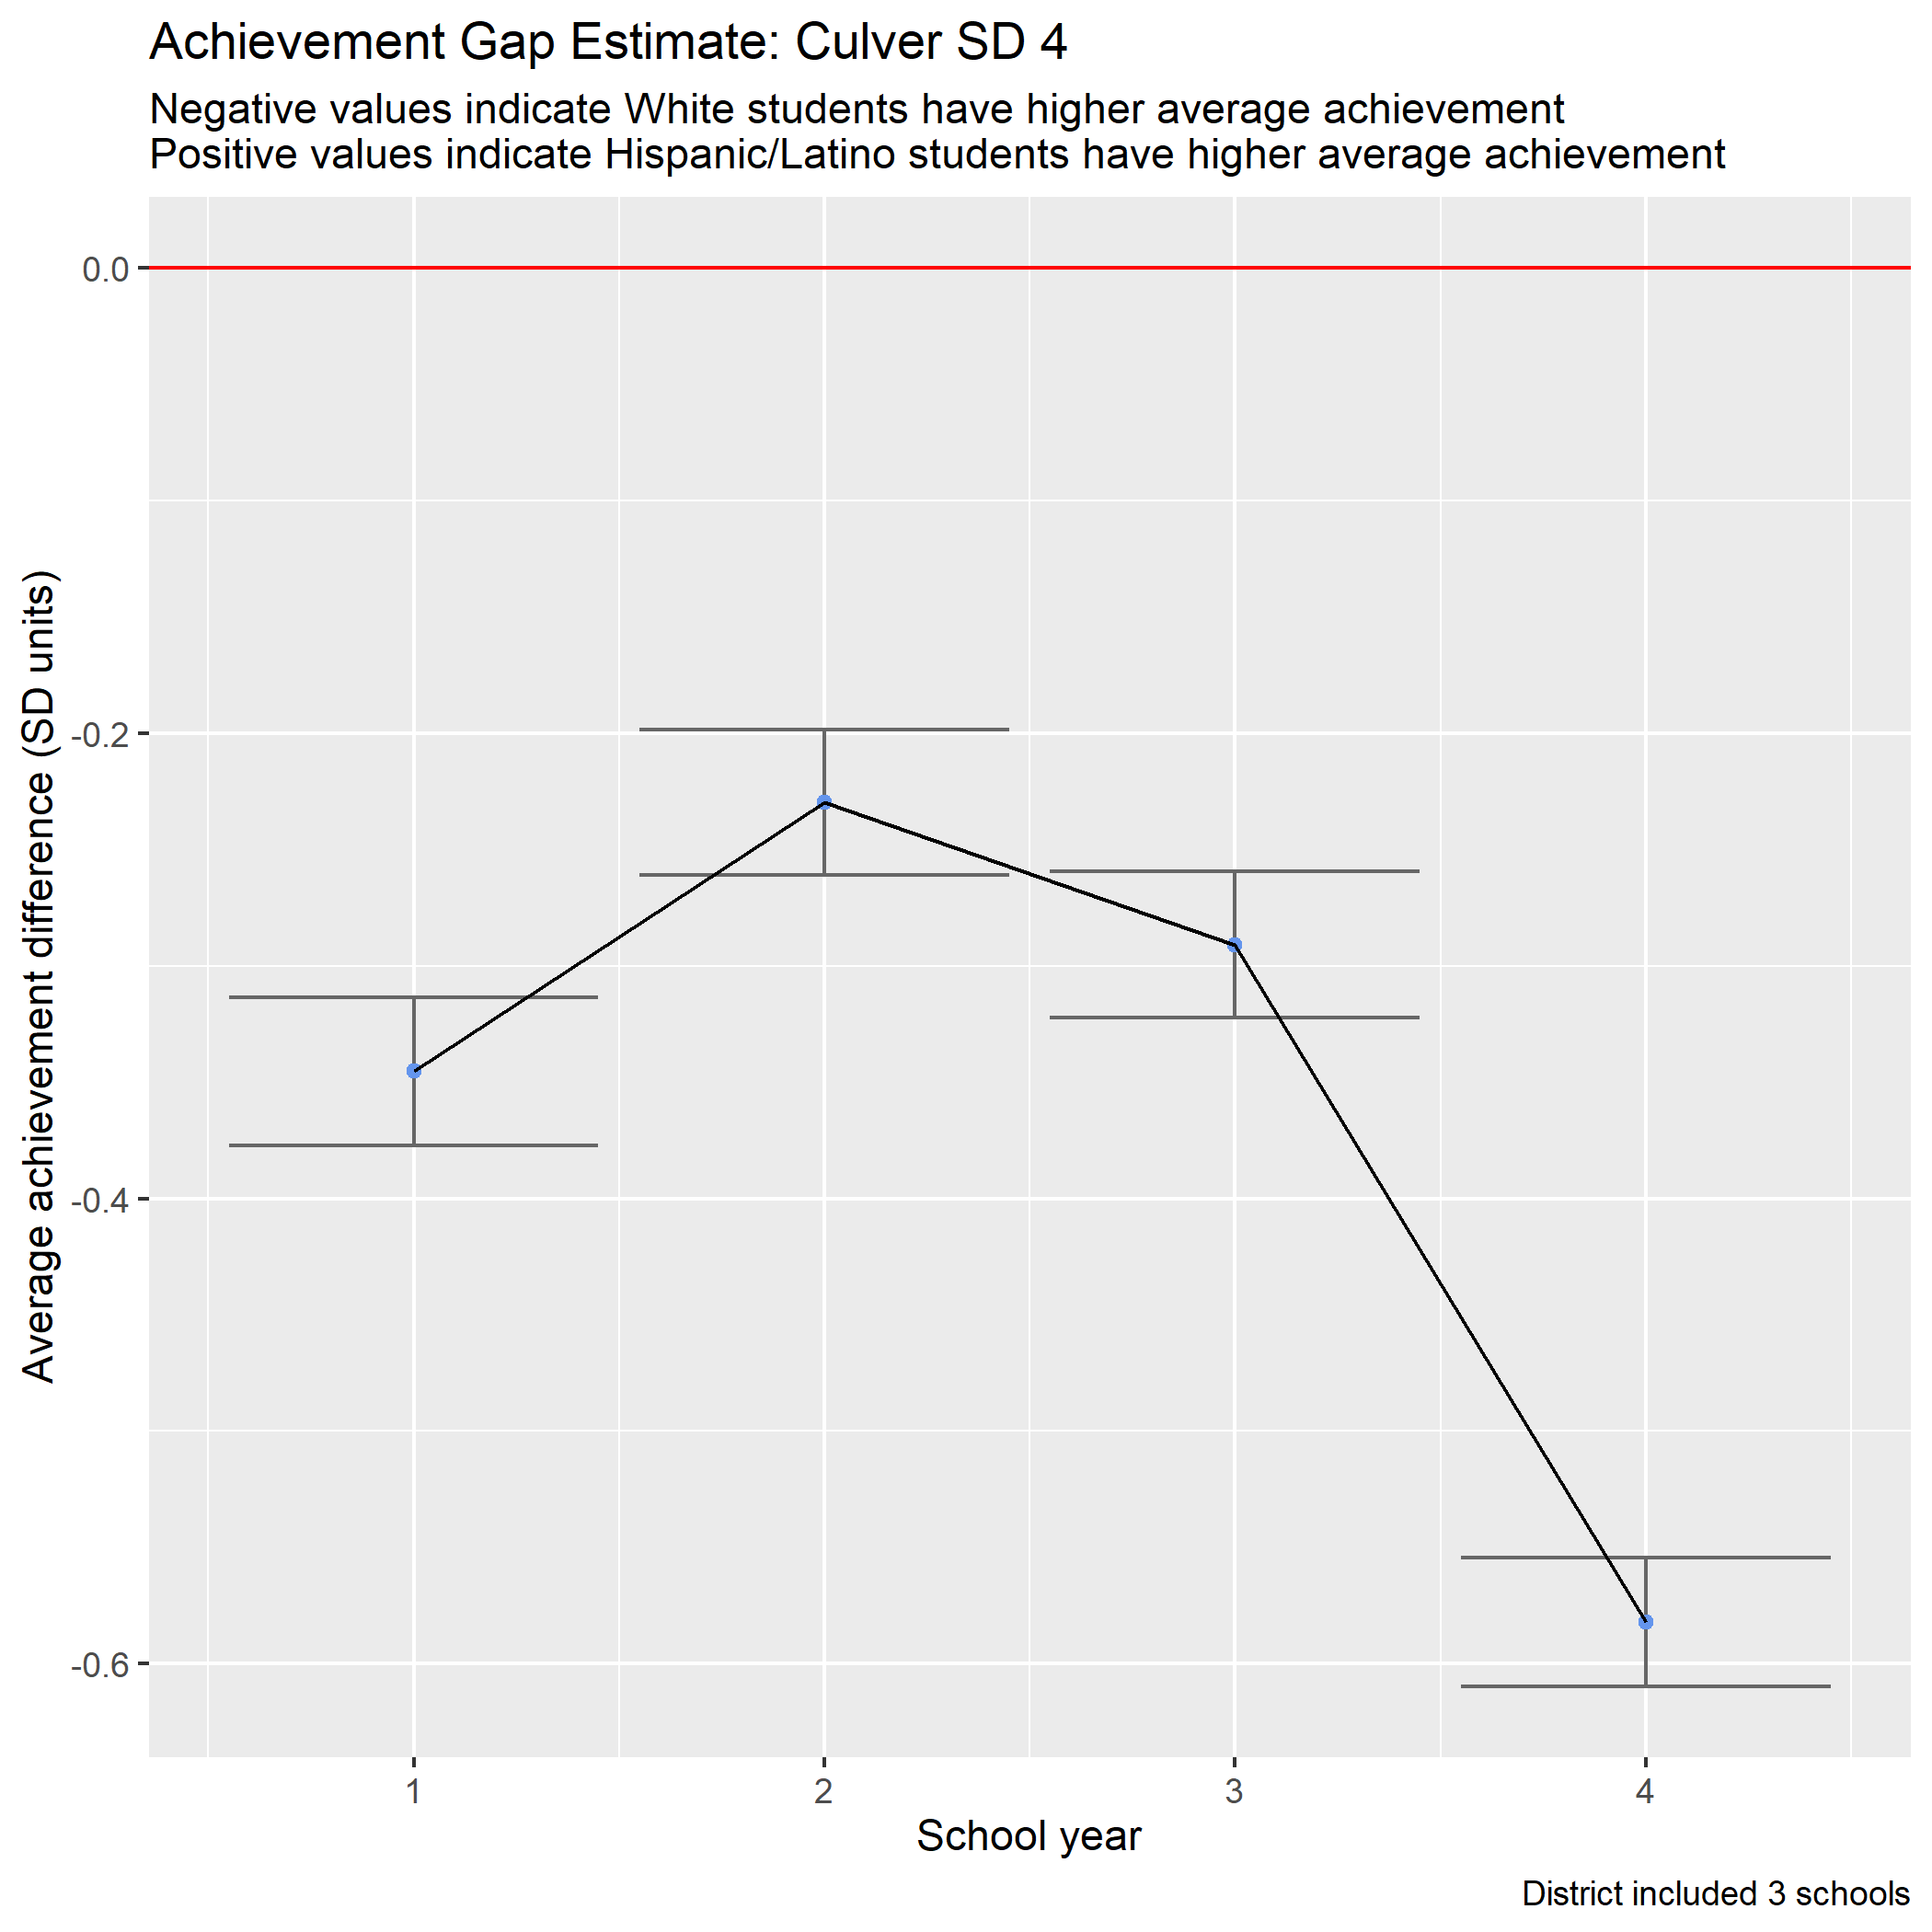 Achievement Gap Estimate: Culver SD 4
Negative values indicate White students have higher average achievement
Positive values indicate Hispanic/Latino students have higher average achievement
Average achievement difference (SD units)
0.0
-0.2
-0.4
-0.6
1 2 3 4
School year
District included 3 schools